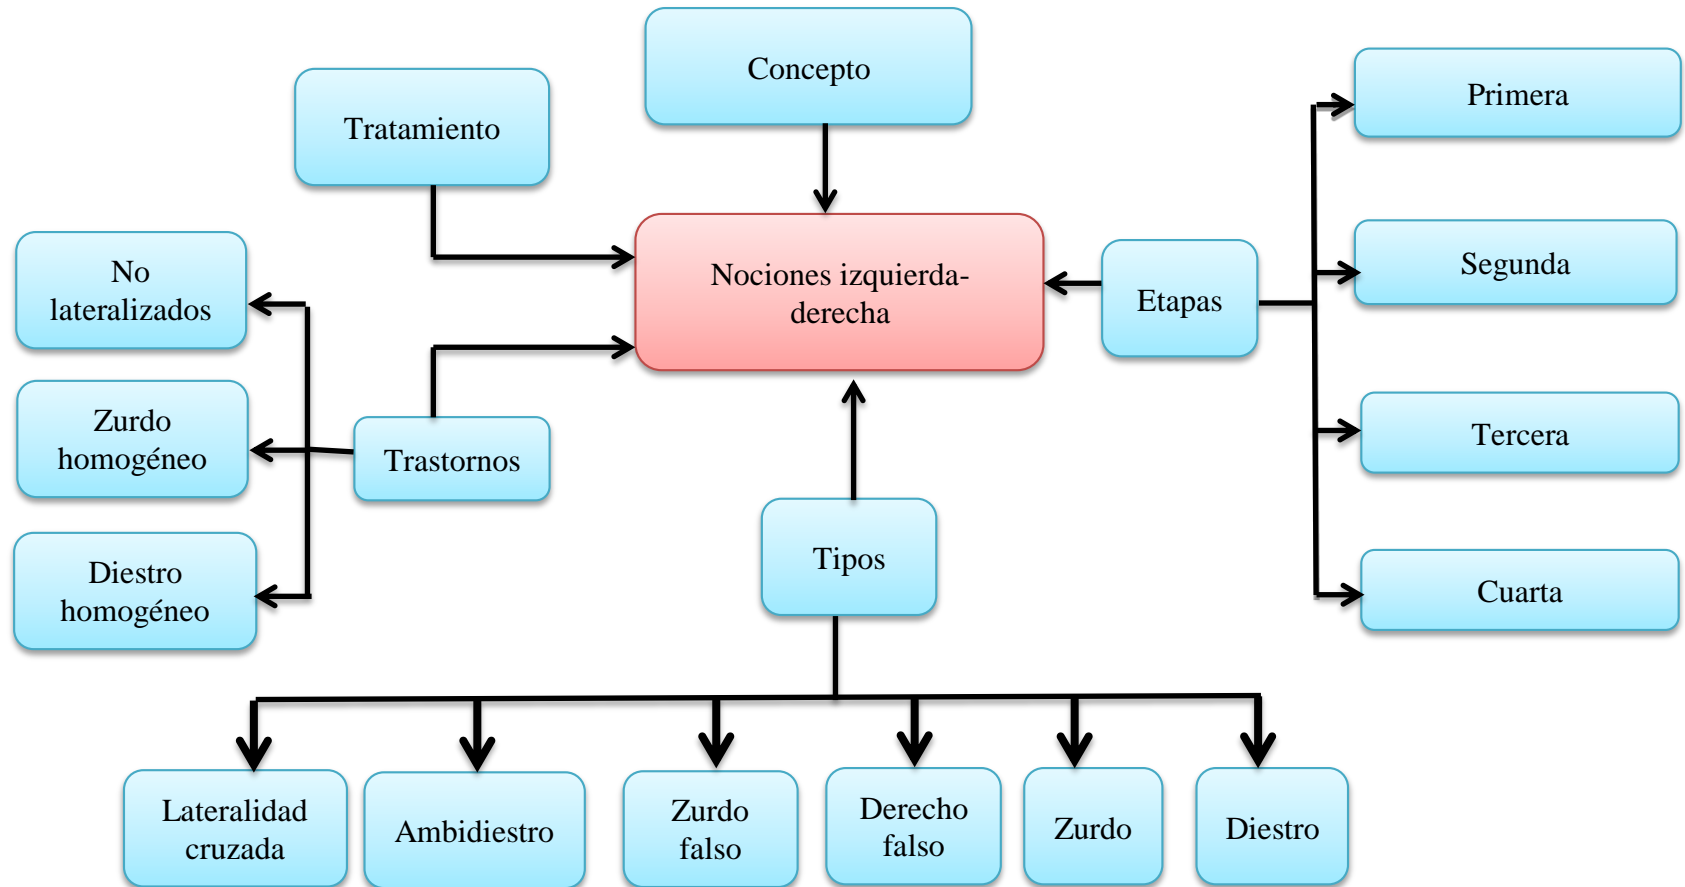 Concepto
Tratamiento
Primera
No
lateralizados
Nociones izquierda-
derecha
Etapas
Segunda
Zurdo
homogéneo
Trastornos
Tercera
Diestro
homogéneo
Tipos
Cuarta
Lateralidad
cruzada
Ambidiestro
Zurdo
falso
Derecho
falso
Zurdo
Diestro